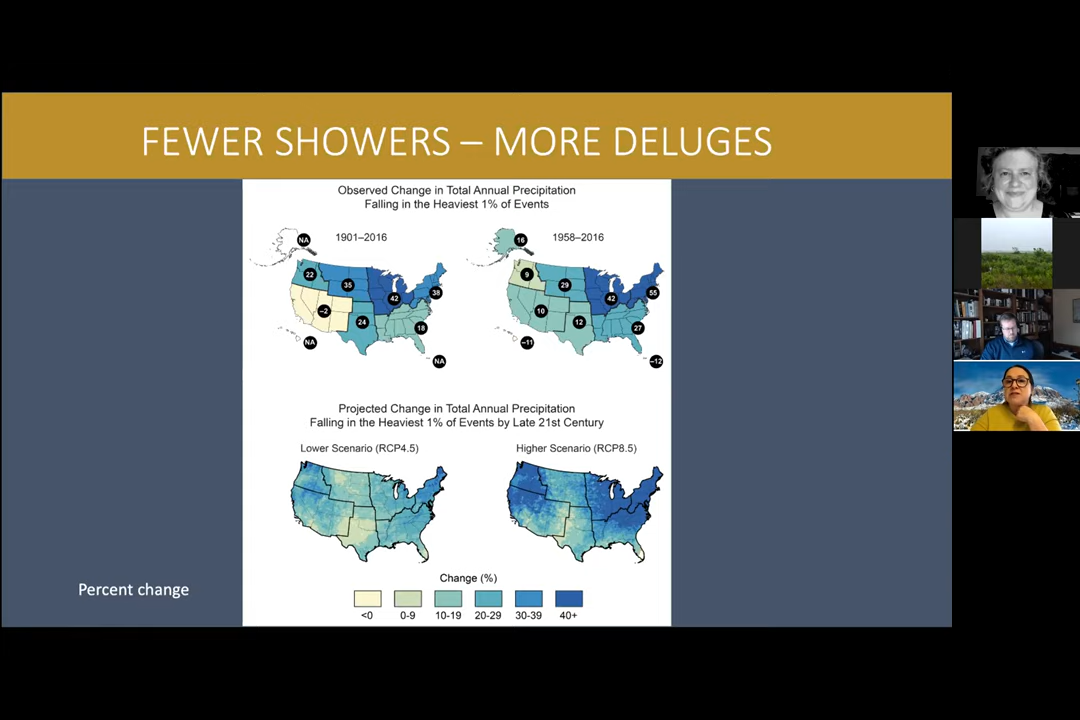 FEWER SHOWERS – MORE DELUGES
Observed Change in Total Annual Precipitation
Falling in the Heaviest 1% of Events
1901–2016
NA
22
35
42
38
–2
24
18
NA
NA
1958–2016
16
9
29
42
55
10
12
27
–11
–12
Projected Change in Total Annual Precipitation
Falling in the Heaviest 1% of Events by Late 21st Century
Lower Scenario (RCP4.5)
Higher Scenario (RCP8.5)
Percent change
Change (%)
<0 0-9 10-19 20-29 30-39 40+